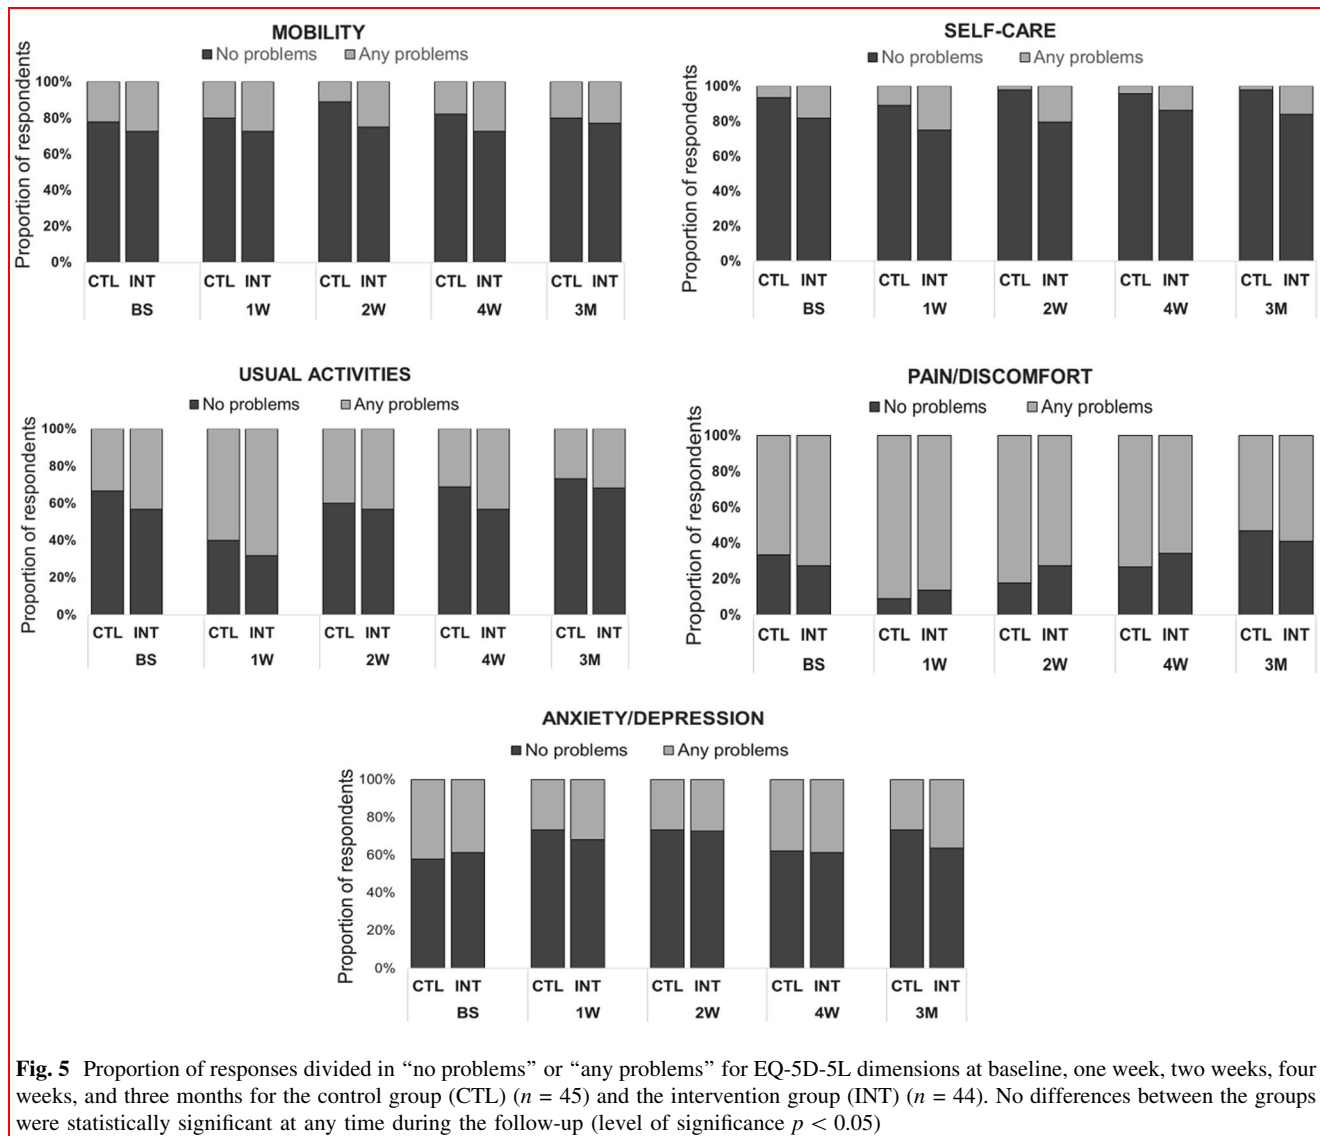 MOBILITY
No problems Any problems
Proportion of respondents
100%
80%
60%
40%
20%
0%
CTL INT CTL INT CTL INT CTL INT CTL INT
BS 1W 2W 4W 3M
SELF-CARE
No problems Any problems
Proportion of respondents
100%
80%
60%
40%
20%
0%
CTL INT CTL INT CTL INT CTL INT CTL INT
BS 1W 2W 4W 3M
USUAL ACTIVITIES
No problems Any problems
Proportion of respondents
100%
80%
60%
40%
20%
0%
CTL INT CTL INT CTL INT CTL INT CTL INT
BS 1W 2W 4W 3M
PAIN/DISCOMFORT
No problems Any problems
Proportion of respondents
100%
80%
60%
40%
20%
0%
CTL INT CTL INT CTL INT CTL INT CTL INT
BS 1W 2W 4W 3M
ANXIETY/DEPRESSION
No problems Any problems
Proportion of respondents
100%
80%
60%
40%
20%
0%
CTL INT CTL INT CTL INT CTL INT CTL INT
BS 1W 2W 4W 3M
Fig. 5 Proportion of responses divided in “no problems” or “any problems” for EQ-5D-5L dimensions at baseline, one week, two weeks, four
weeks, and three months for the control group (CTL) (n = 45) and the intervention group (INT) (n = 44). No differences between the groups
were statistically significant at any time during the follow-up (level of significance p < 0.05)